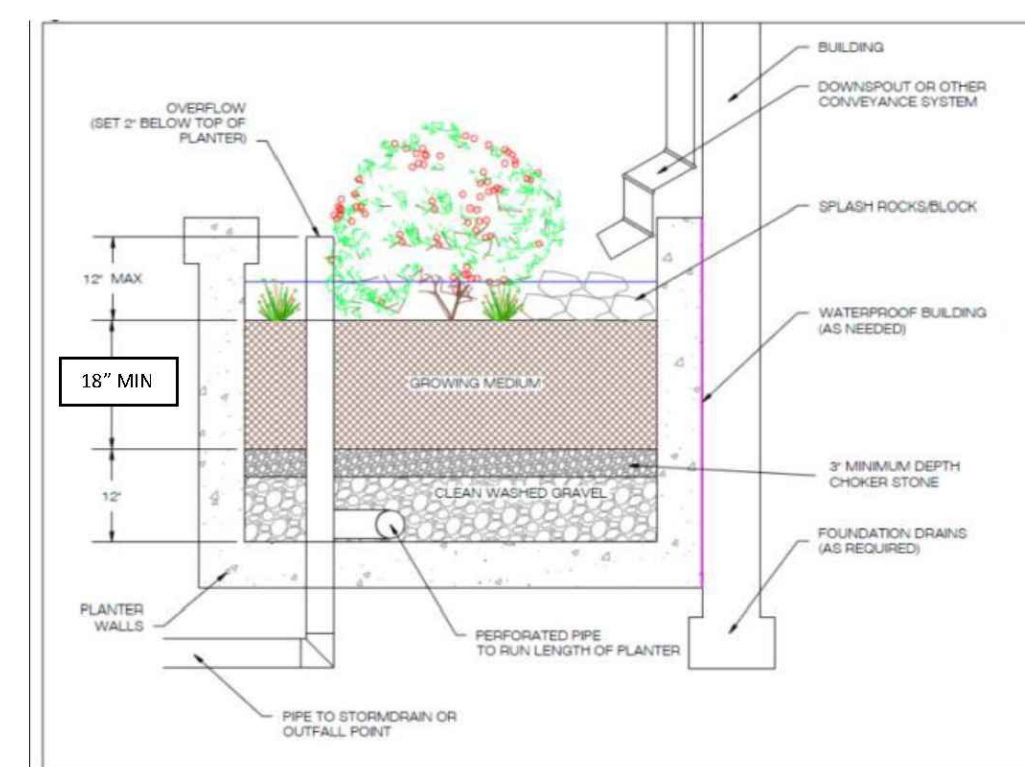 BUILDING
DOWNSPOUT OR OTHER
CONVEYANCE SYSTEM
OVERFLOW
(SET 2" BELOW TOP OF
PLANTER)
SPLASH ROCKS/BLOCK
12" MAX
WATERPROOF BUILDING
(AS NEEDED)
18” MIN
GROWING MEDIUM
3" MINIMUM DEPTH
CHOKER STONE
12"
CLEAN WASHED GRAVEL
FOUNDATION DRAINS
(AS REQUIRED)
PLANTER
WALLS
PERFORATED PIPE
TO RUN LENGTH OF PLANTER
PIPE TO STORMDRAIN OR
OUTFALL POINT